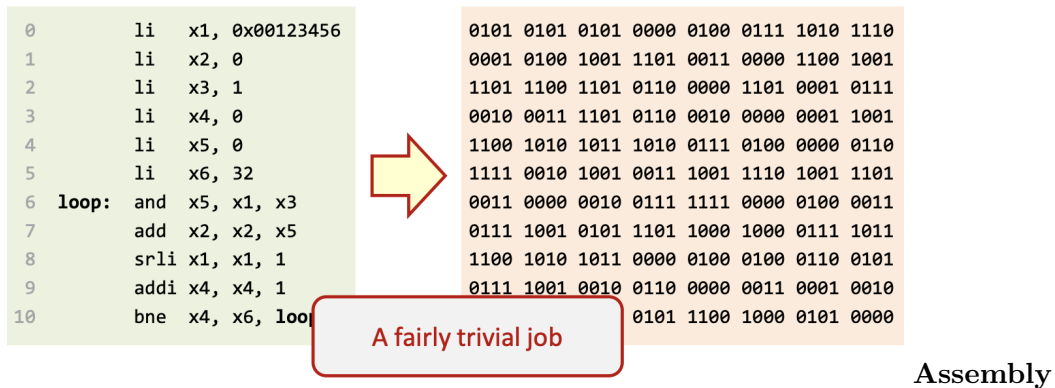 0 li x1, 0x00123456
1 li x2, 0
2 li x3, 1
3 li x4, 0
4 li x5, 0
5 li x6, 32
6 loop: and x5, x1, x3
7 add x2, x2, x5
8 srli x1, x1, 1
9 addi x4, x4, 1
10 bne x4, x6,
0101 0101 0101 0000 0100 0111 1010 1110
0001 0100 1001 1101 0011 0000 1100 1001
1101 1100 1101 0110 0000 1101 0001 0111
0010 0011 1101 0110 0010 0000 0001 1001
1100 1010 1011 1010 0111 0100 0000 0110
1111 0010 1001 0011 1001 1110 1001 1101
0011 0000 0010 0111 1111 0000 0100 0011
0111 1001 0101 1101 1000 1000 0111 1011
1100 1010 1011 0000 0100 0100 0110 0101
0111 1001 0010 0110 0000 0011 0001 0010
0101 1100 1000 0101 0000
A fairly trivial job
Assembly